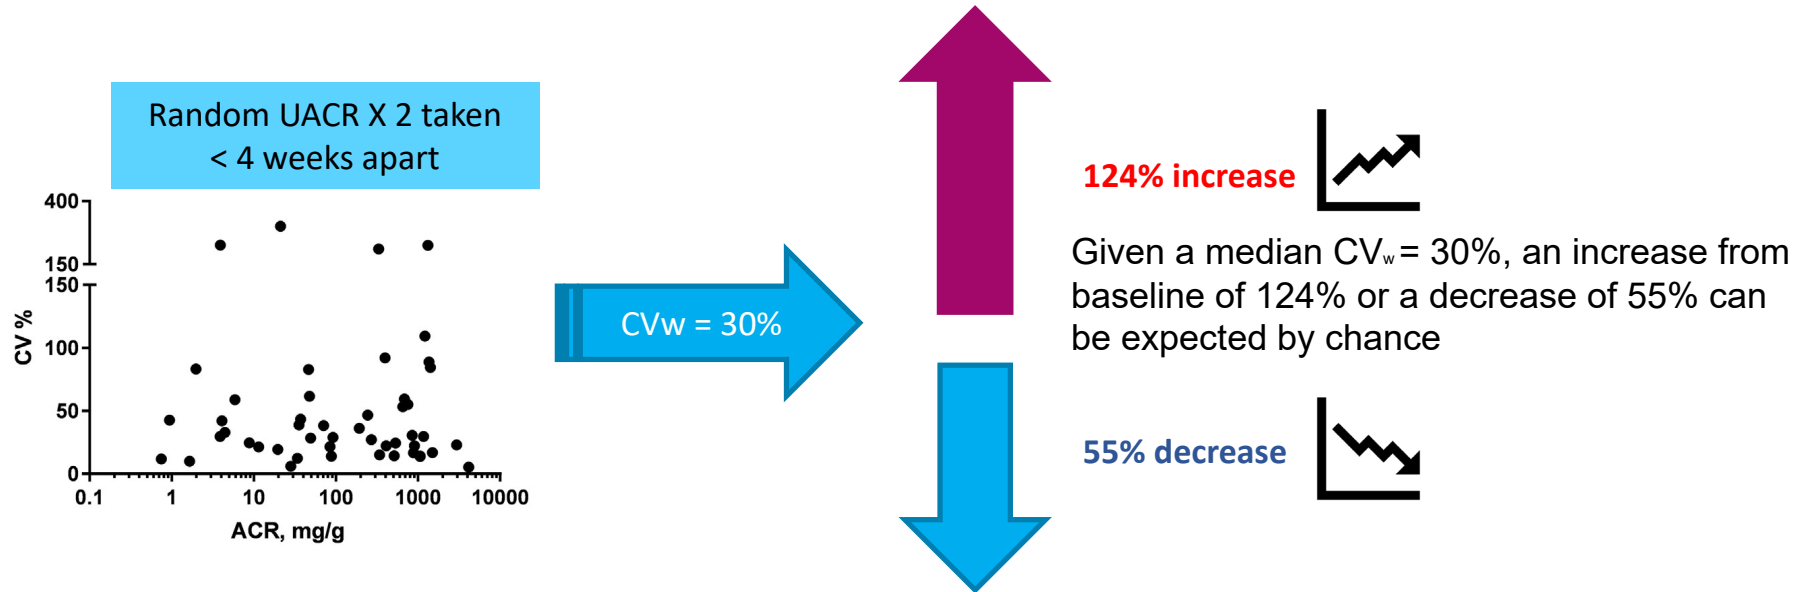 Random UACR X 2 taken
< 4 weeks apart
400
150
150
100
50
0
CV %
0.1 1 10 100 1000 10000
ACR, mg/g
CVw = 30%
124% increase
Given a median CVw = 30%, an increase from
baseline of 124% or a decrease of 55% can
be expected by chance
55% decrease